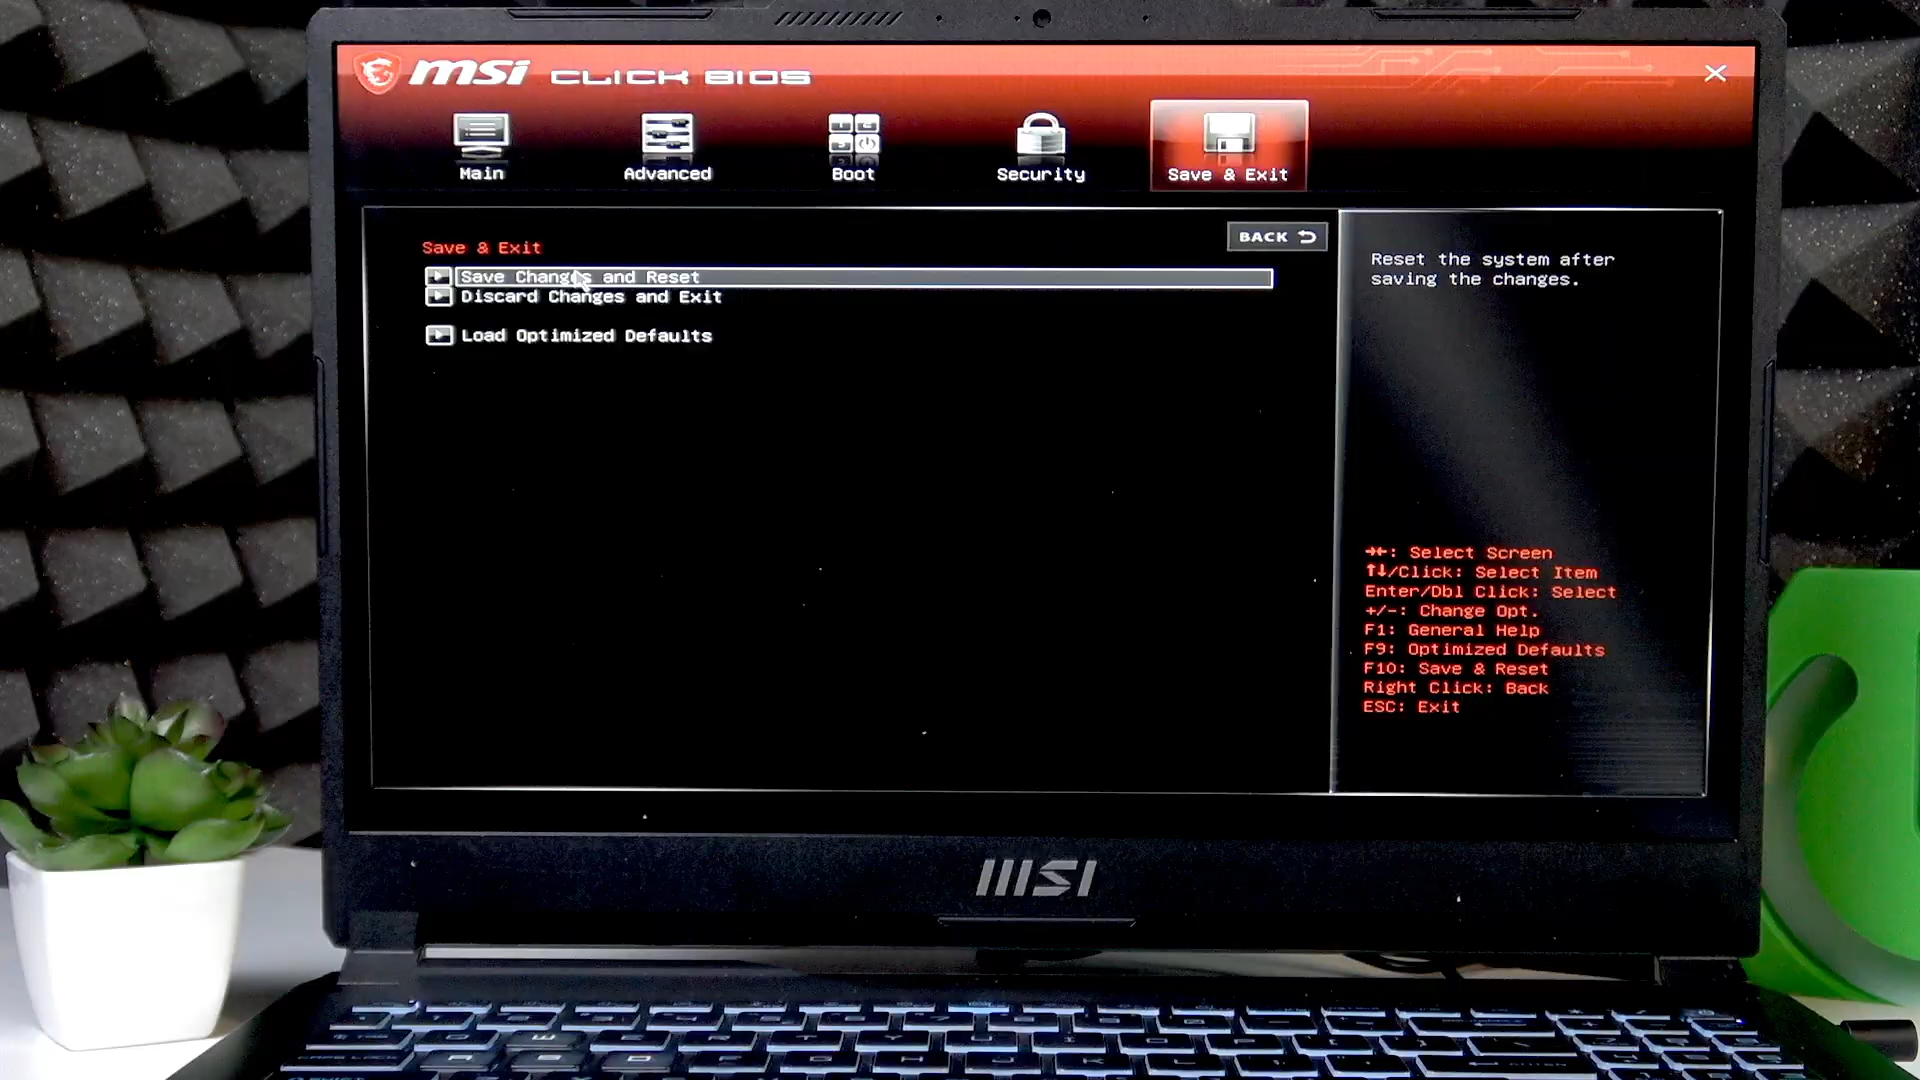 msi CLICK BIOS
Main
Advanced
Boot
Security
Save & Exit
BACK
Save & Exit
Save Changes and Reset
Discard Changes and Exit
Load Optimized Defaults
Reset the system after
saving the changes.
→←: Select Screen
↑↓/Click: Select Item
Enter/Dbl Click: Select
+/-: Change Opt.
F1: General Help
F9: Optimized Defaults
F10: Save & Reset
Right Click: Back
ESC: Exit
msi